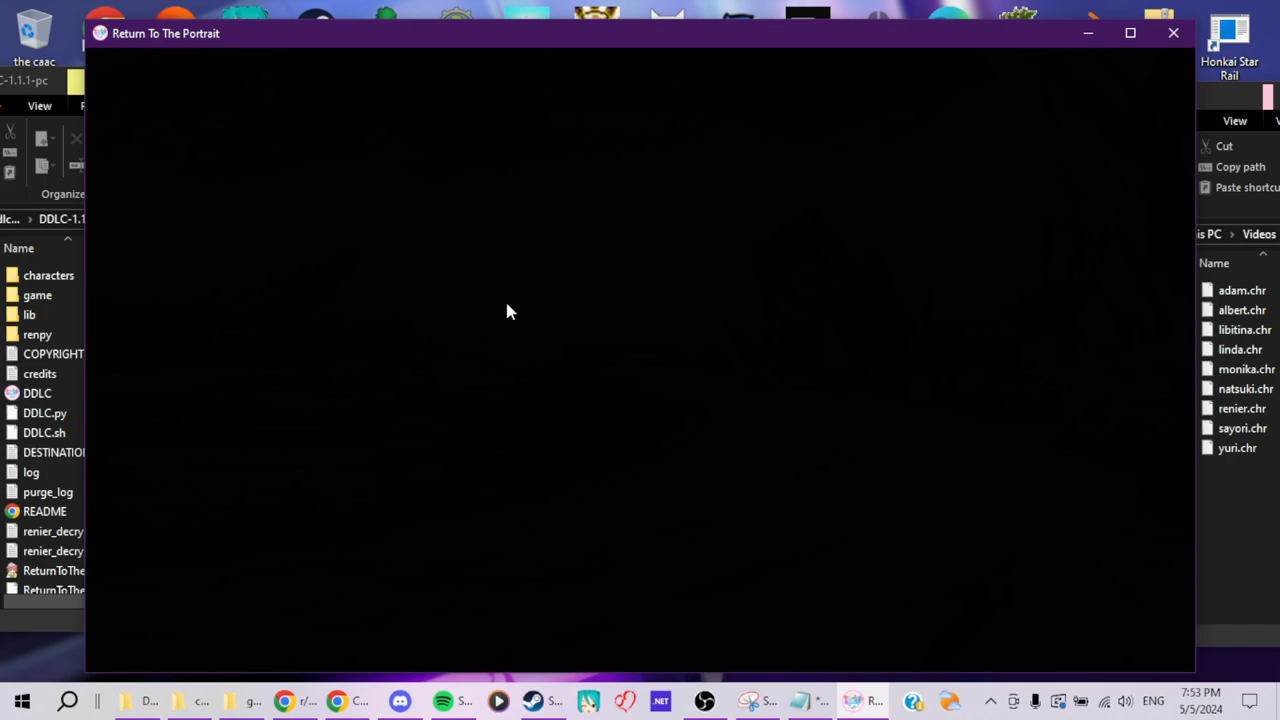 Return To The Portrait
the caac
Honkai Star
Rail
C-1.1.1-pc
View
View
Cut
Copy path
Paste shortcu
Organize
DDLC-1.1
is PC
Videos
Name
characters
game
lib
renpy
COPYRIGHT
credits
DDLC
DDLC.py
DDLC.sh
DESTINATIO
log
purge_log
README
renier_decry
renier_decry
ReturnToThe
ReturnToThe
Name
adam.chr
albert.chr
libitina.chr
linda.chr
monika.chr
natsuki.chr
renier.chr
sayori.chr
yuri.chr
D...
c...
g...
r/...
C...
S...
S...
.NET
S...
*...
R...
ENG
7:53 PM
5/5/2024